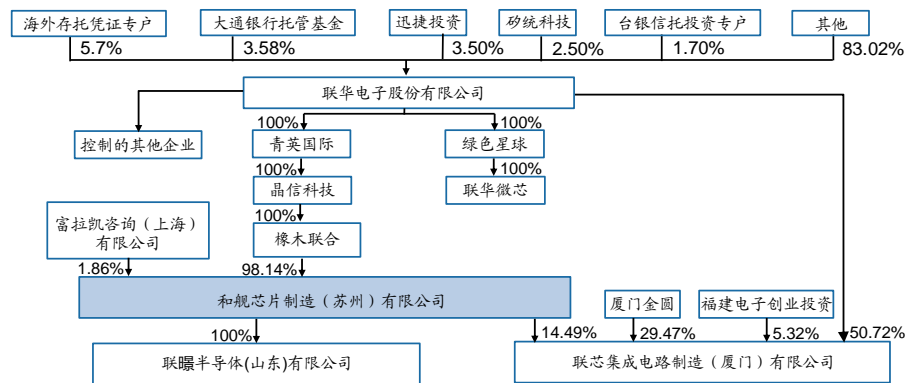 海外存托凭证专户
大通银行托管基金
迅捷投资
矽统科技
台银信托投资专户
其他
5.7%
3.58%
3.50%
2.50%
1.70%
83.02%
联华电子股份有限公司
控制的其他企业
100%
100%
青英国际
绿色星球
100%
100%
晶信科技
联华微芯
100%
富拉凯咨询（上海）
有限公司
橡木联合
1.86%
98.14%
和舰芯片制造（苏州）有限公司
厦门金圆
福建电子创业投资
100%
14.49%
29.47%
5.32%
50.72%
联暻半导体(山东)有限公司
联芯集成电路制造（厦门）有限公司